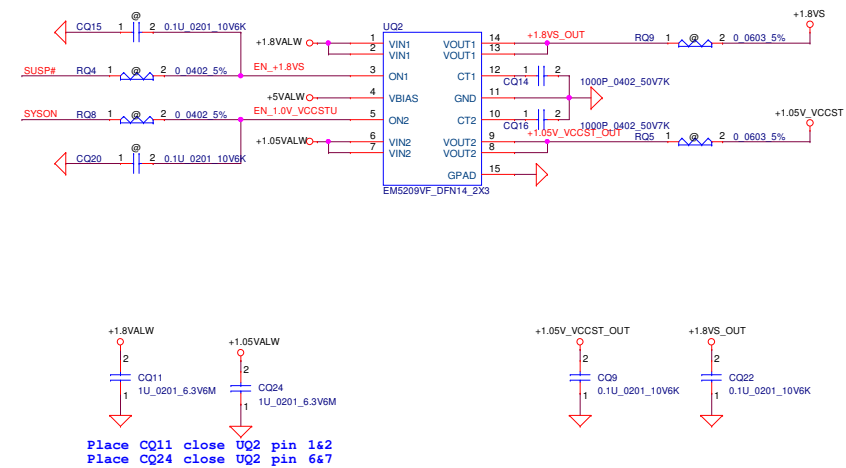 +1.8VS
CQ15 1 @ 2 0.1U_0201_10V6K
UQ2
+1.8VALW 1 VIN1 VOUT1 14 +1.8VS_OUT RQ9 1 @ 2 0_0603_5%
2 VIN1 VOUT1 13
SUSP# RQ4 1 @ 2 0_0402_5% EN_+1.8VS 3 ON1 CT1 12 CQ14 1 2 1000P_0402_50V7K
+5VALW 4 VBIAS GND 11
SYSON RQ8 1 @ 2 0_0402_5% EN_1.0V_VCCSTU 5 ON2 CT2 10 CQ16 1 2 1000P_0402_50V7K
+1.05V_VCCST
+1.05VALW 6 VIN2 VOUT2 9 +1.05V_VCCST_OUT RQ5 1 @ 2 0_0603_5%
7 VIN2 VOUT2 8
CQ20 1 @ 2 0.1U_0201_10V6K
GPAD 15
EM5209VF_DFN14_2X3
+1.8VALW
2
CQ11
1U_0201_6.3V6M
1
+1.05VALW
2
CQ24
1U_0201_6.3V6M
1
+1.05V_VCCST_OUT
2
CQ9
0.1U_0201_10V6K
1
+1.8VS_OUT
2
CQ22
0.1U_0201_10V6K
1
Place CQ11 close UQ2 pin 1&2
Place CQ24 close UQ2 pin 6&7